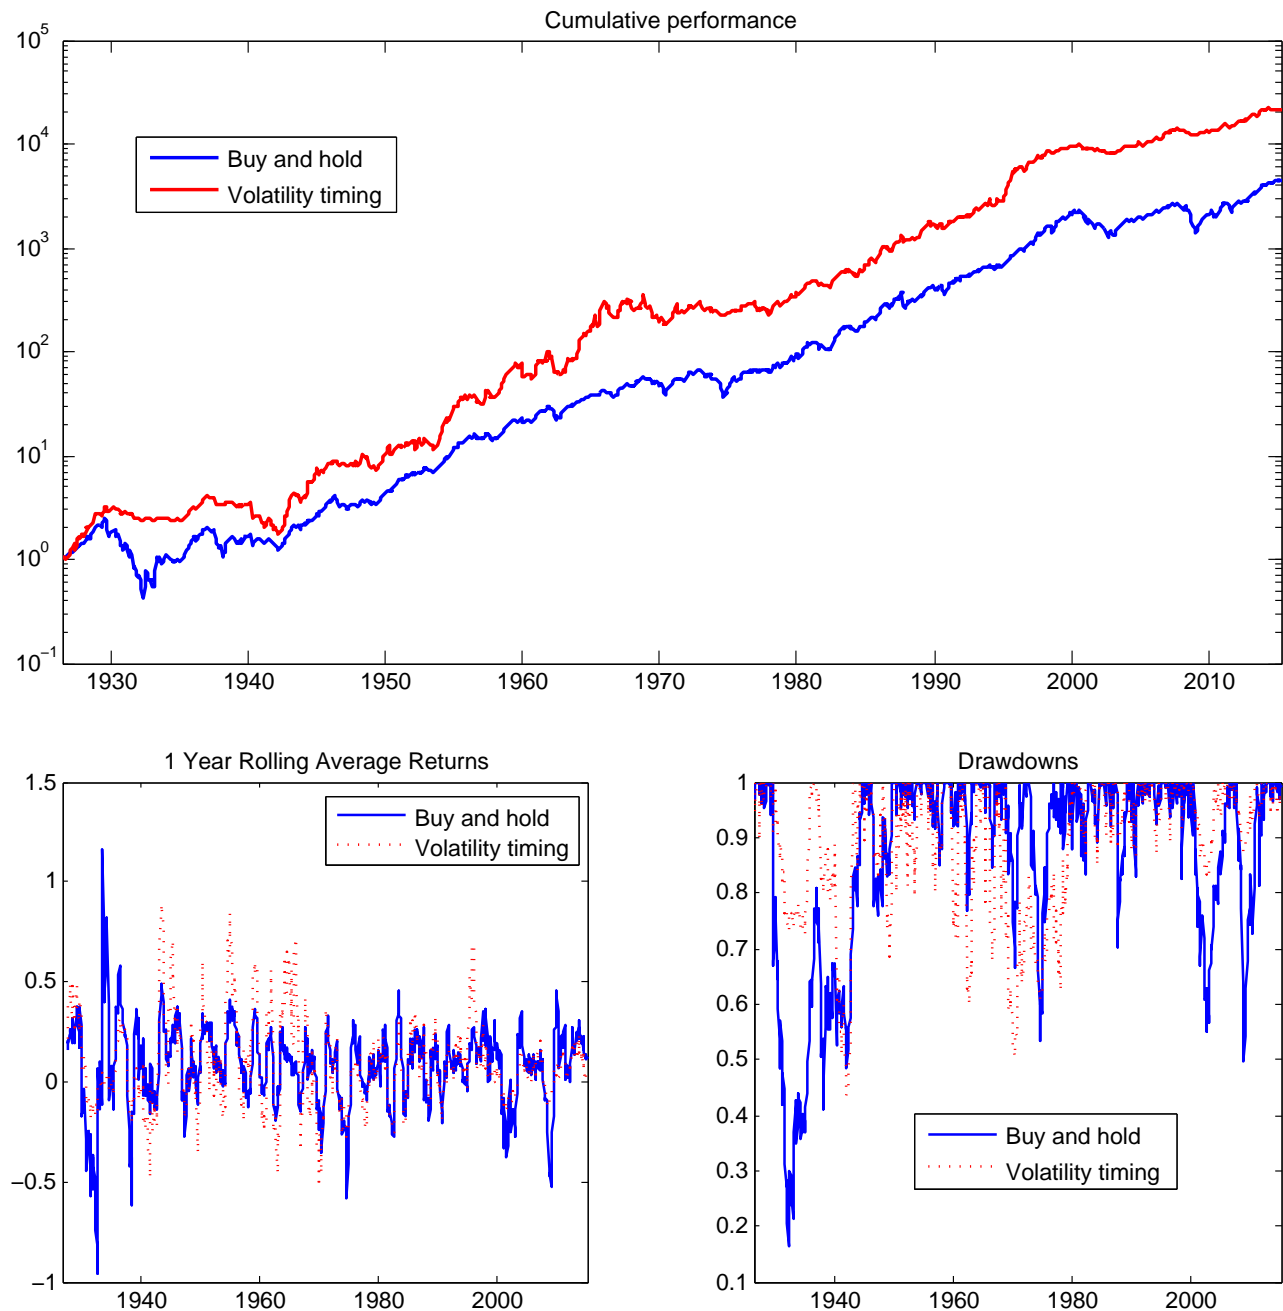 Cumulative performance
10^5
10^4
10^3
10^2
10^1
10^0
10^−1
Buy and hold
Volatility timing
1930 1940 1950 1960 1970 1980 1990 2000 2010
1 Year Rolling Average Returns
1.5
1
0.5
0
−0.5
−1
Buy and hold
Volatility timing
1940 1960 1980 2000
Drawdowns
1
0.9
0.8
0.7
0.6
0.5
0.4
0.3
0.2
0.1
Buy and hold
Volatility timing
1940 1960 1980 2000